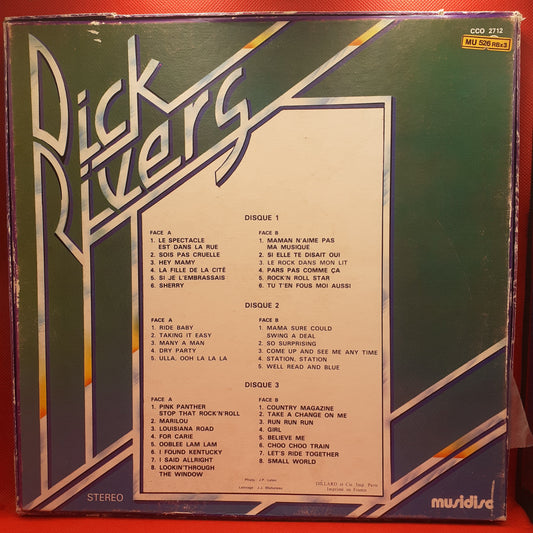 CCO 2712
MU 526 RBx3
Dick
Rivers
DISQUE 1
FACE A
1. LE SPECTACLE
EST DANS LA RUE
2. SOIS PAS CRUELLE
3. HEY MAMY
4. LA FILLE DE LA CITÉ
5. SI JE L'EMBRASSAIS
6. SHERRY
FACE B
1. MAMAN N'AIME PAS
MA MUSIQUE
2. SI ELLE TE DISAIT OUI
3. LE ROCK DANS MON LIT
4. PARS PAS COMME ÇA
5. ROCK'N ROLL STAR
6. TU T'EN FOUS MOI AUSSI
DISQUE 2
FACE A
1. RIDE BABY
2. TAKING IT EASY
3. MANY A MAN
4. DRY PARTY
5. ULLA, OOH LA LA LA
FACE B
1. MAMA SURE COULD
SWING A DEAL
2. SO SURPRISING
3. COME UP AND SEE ME ANY TIME
4. STATION, STATION
5. WELL READ AND BLUE
DISQUE 3
FACE A
1. PINK PANTHER
STOP THAT ROCK'N'ROLL
2. MARILOU
3. LOUISIANA ROAD
4. FOR CARIE
5. OOBLEE LAM LAM
6. I FOUND KENTUCKY
7. I SAID ALLRIGHT
8. LOOKIN'THROUGH
THE WINDOW
FACE B
1. COUNTRY MAGAZINE
2. TAKE A CHANGE ON ME
3. RUN RUN RUN
4. GIRL
5. BELIEVE ME
6. CHOO CHOO TRAIN
7. LET'S RIDE TOGETHER
8. SMALL WORLD
Photo : J.P. Leloir
DILLARD et Cie. Imp. Paris
Imprimé en France
STEREO
musidisc